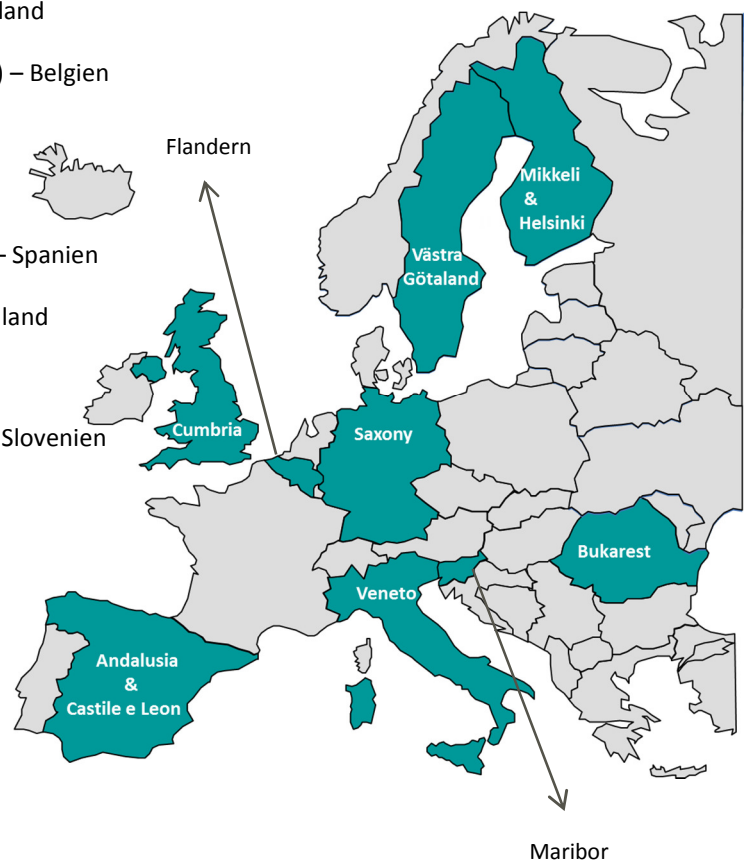 land
) – Belgien
Flandern
Mikkeli
&
Helsinki
– Spanien
Västra
Götaland
land
Cumbria
Slovenien
Saxony
Bukarest
Veneto
Andalusia
&
Castile e Leon
Maribor